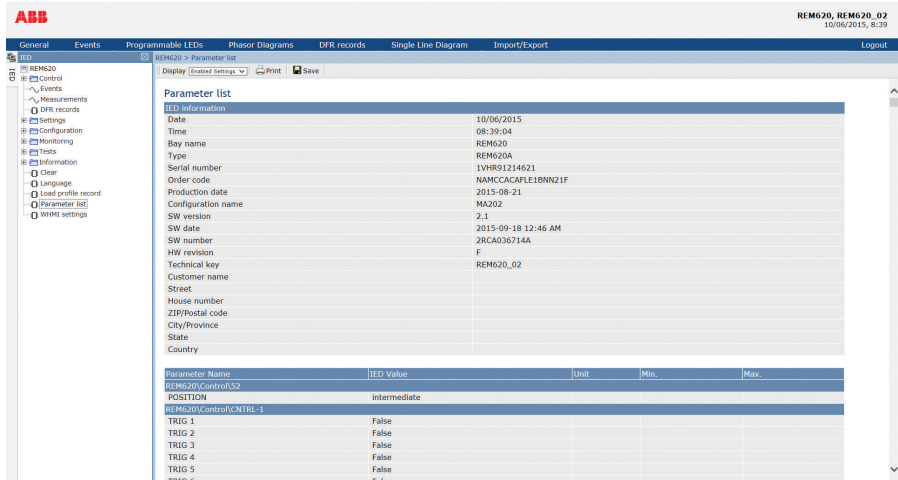 ABB
REM620, REM620_02
10/06/2015, 8:39
General Events Programmable LEDs Phasor Diagrams DFR records Single Line Diagram Import/Export Logout
IED
IED
REM620
Control
Events
Measurements
DFR records
Settings
Configuration
Monitoring
Tests
Information
Clear
Language
Load profile record
Parameter list
WHMI settings
REM620 > Parameter list
Display Enabled Settings Print Save
Parameter list
IED information
Date 10/06/2015
Time 08:39:04
Bay name REM620
Type REM620A
Serial number 1VHR91214621
Order code NAMCCACAFLE1BNN21F
Production date 2015-08-21
Configuration name MA202
SW version 2.1
SW date 2015-09-18 12:46 AM
SW number 2RCA036714A
HW revision F
Technical key REM620_02
Customer name
Street
House number
ZIP/Postal code
City/Province
State
Country
Parameter Name IED Value Unit Min. Max.
REM620\Control\52
POSITION intermediate
REM620\Control\CNTRL-1
TRIG 1 False
TRIG 2 False
TRIG 3 False
TRIG 4 False
TRIG 5 False